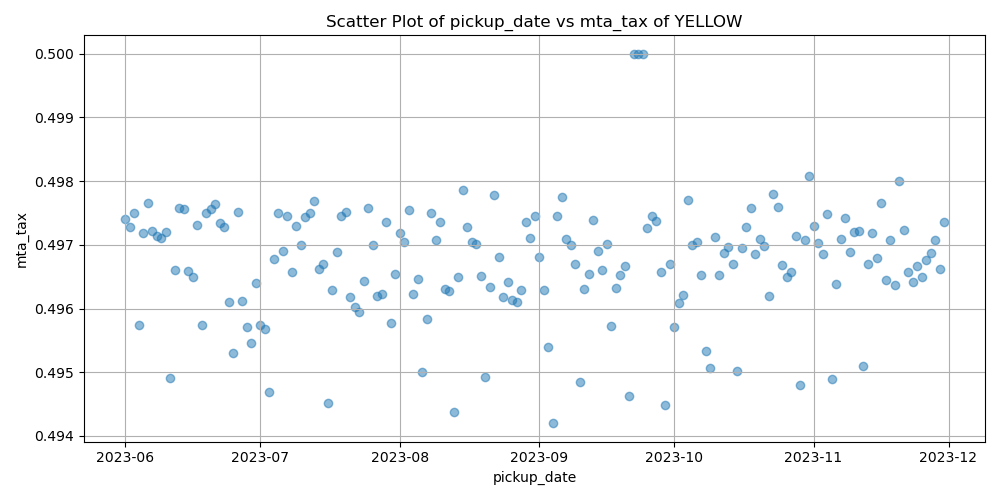 Scatter Plot of pickup_date vs mta_tax of YELLOW
0.500
0.499
0.498
0.497
0.496
0.495
0.494
mta_tax
2023-06 2023-07 2023-08 2023-09 2023-10 2023-11 2023-12
pickup_date